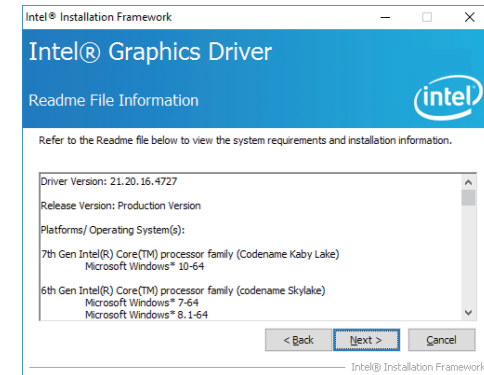 Intel® Installation Framework
Intel® Graphics Driver
Readme File Information
intel
Refer to the Readme file below to view the system requirements and installation information.
Driver Version: 21.20.16.4727
Release Version: Production Version
Platforms/ Operating System(s):
7th Gen Intel(R) Core(TM) processor family (Codename Kaby Lake)
Microsoft Windows* 10-64
6th Gen Intel(R) Core(TM) processor family (codename Skylake)
Microsoft Windows* 7-64
Microsoft Windows* 8.1-64
< Back Next > Cancel
Intel® Installation Framework